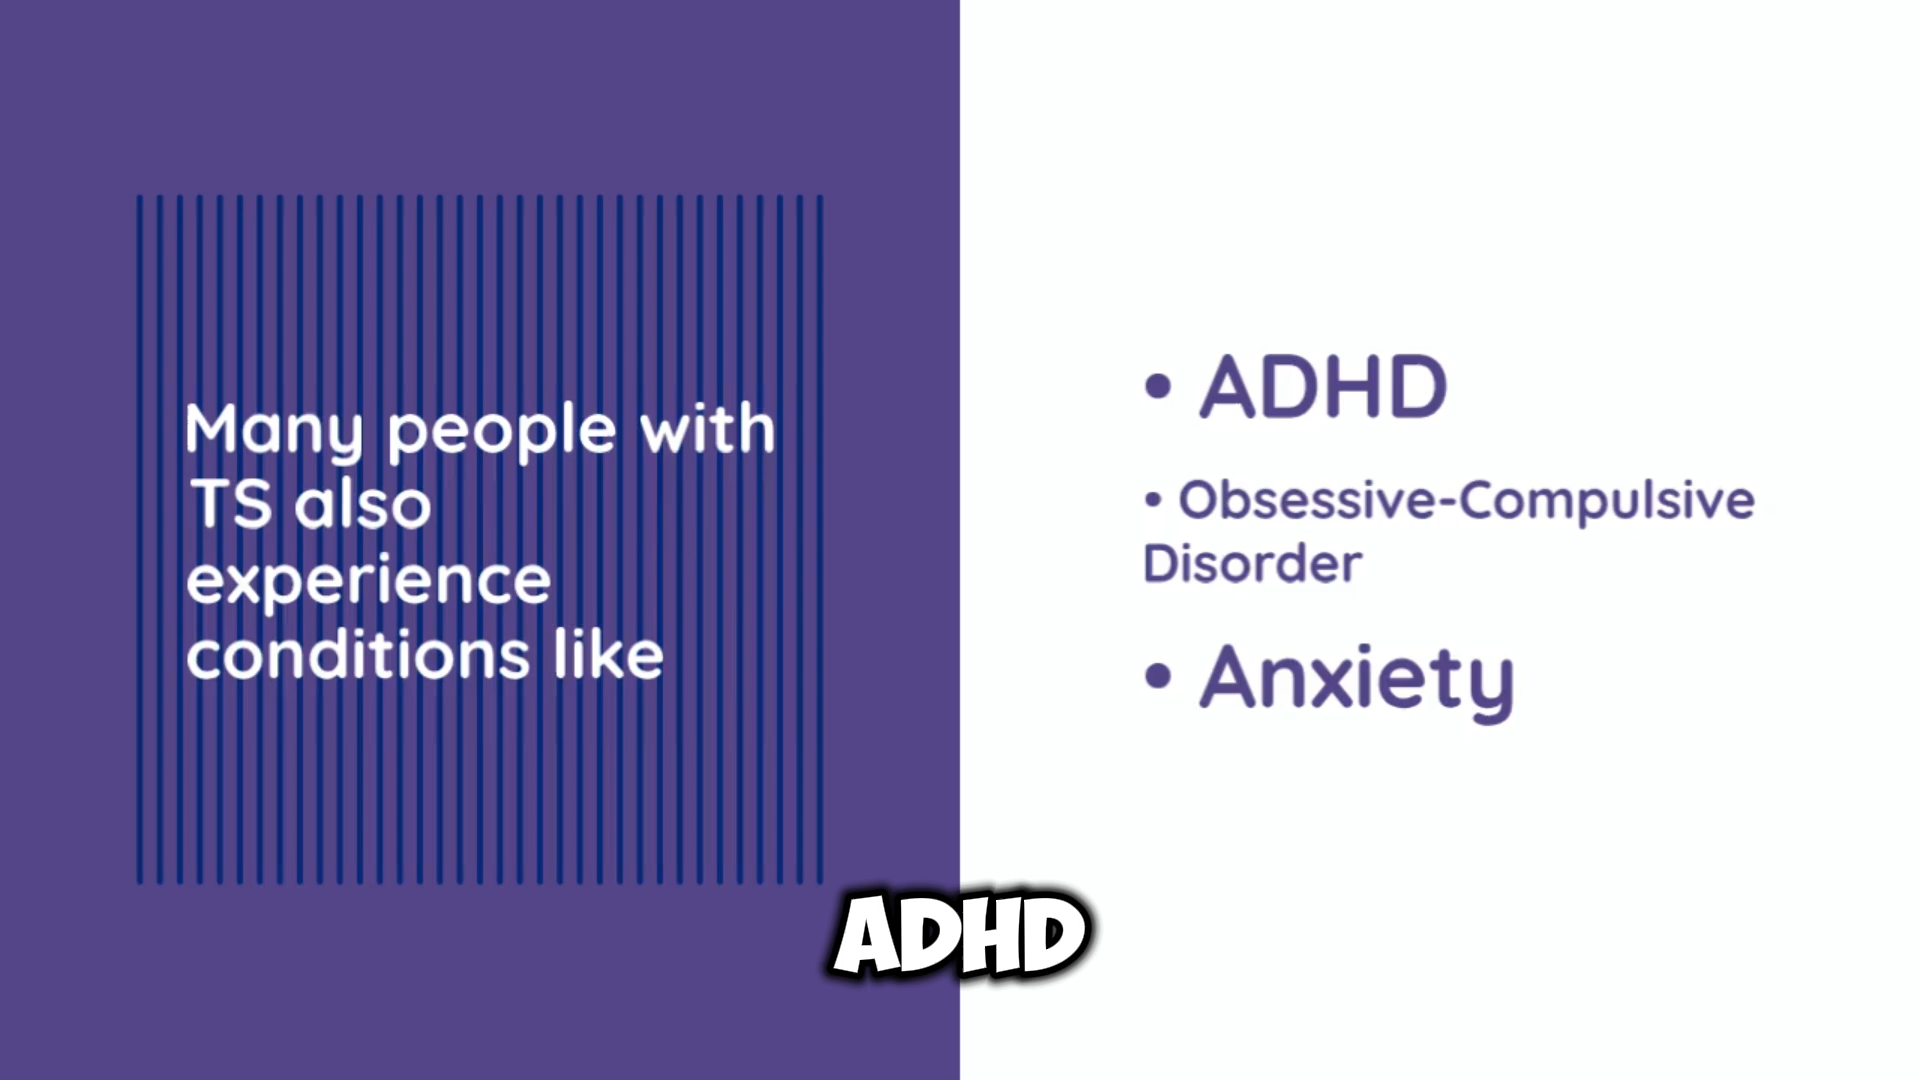 Many people with
TS also
experience
conditions like
• ADHD
• Obsessive-Compulsive
Disorder
• Anxiety
ADHD